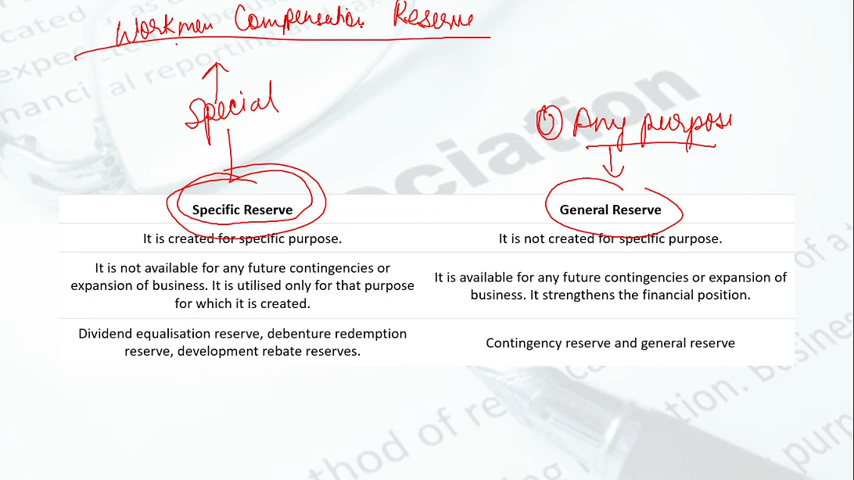 Workmen Compensation Reserve
Special
① Any purpose
Specific Reserve
General Reserve
It is created for specific purpose.
It is not created for specific purpose.
It is not available for any future contingencies or
expansion of business. It is utilised only for that purpose
for which it is created.
It is available for any future contingencies or expansion of
business. It strengthens the financial position.
Dividend equalisation reserve, debenture redemption
reserve, development rebate reserves.
Contingency reserve and general reserve